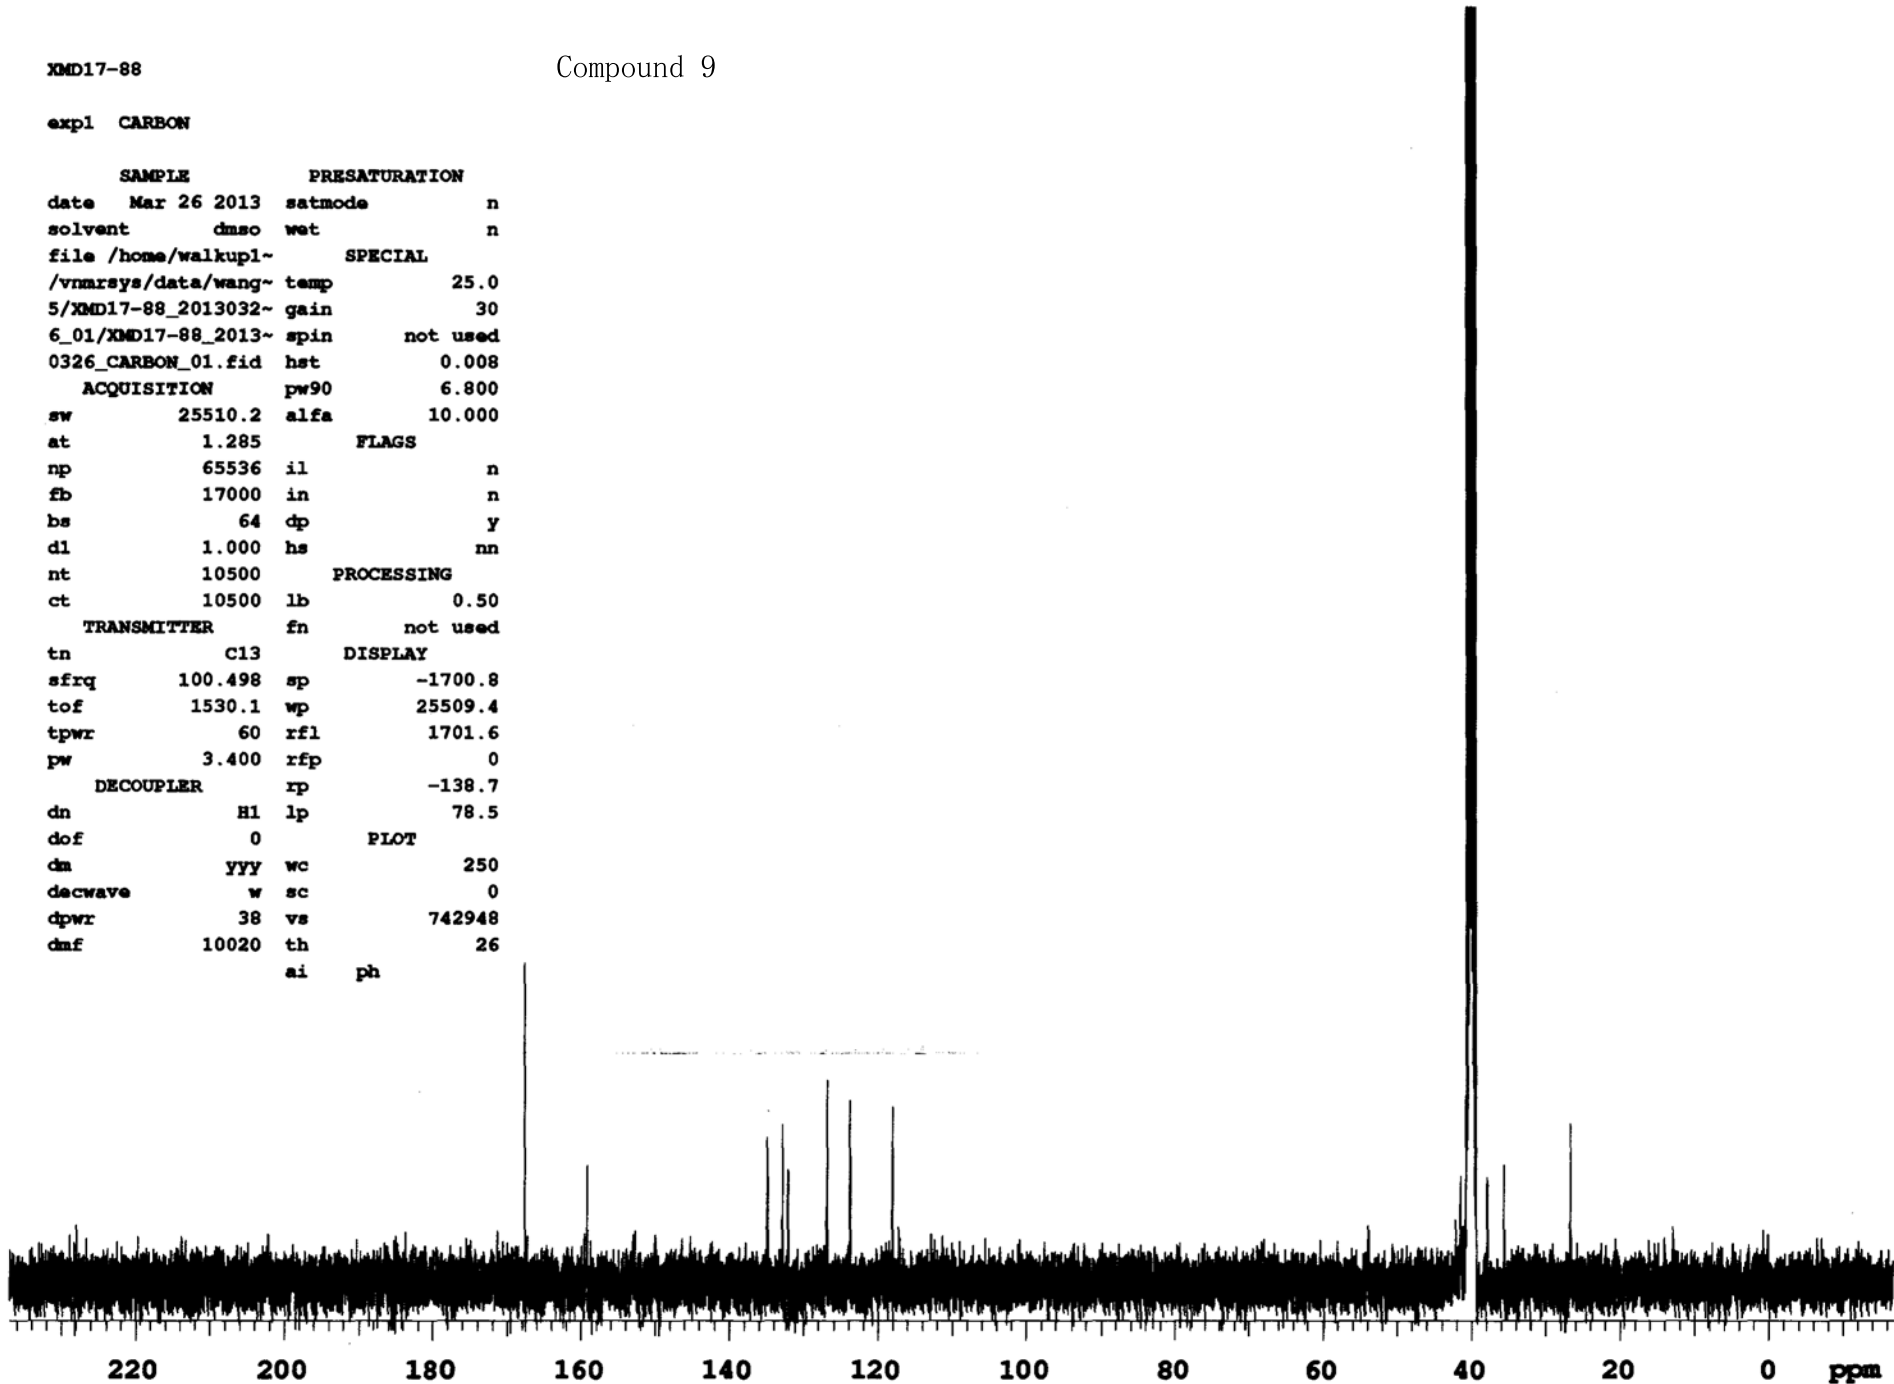 XMD17-88
Compound 9
exp1 CARBON
SAMPLE PRESATURATION
date Mar 26 2013 satmode n
solvent dmso wet n
file /home/walkup1~ SPECIAL
/vnmrsys/data/wang~ temp 25.0
5/XMD17-88_2013032~ gain 30
6_01/XMD17-88_2013~ spin not used
0326_CARBON_01.fid hst 0.008
ACQUISITION pw90 6.800
sw 25510.2 alfa 10.000
at 1.285 FLAGS
np 65536 il n
fb 17000 in n
bs 64 dp y
d1 1.000 hs nn
nt 10500 PROCESSING
ct 10500 lb 0.50
TRANSMITTER fn not used
tn C13 DISPLAY
sfrq 100.498 sp -1700.8
tof 1530.1 wp 25509.4
tpwr 60 rfl 1701.6
pw 3.400 rfp 0
DECOUPLER rp -138.7
dn H1 lp 78.5
dof 0 PLOT
dm yyy wc 250
decwave w sc 0
dpwr 38 vs 742948
dmf 10020 th 26
ai ph
220 200 180 160 140 120 100 80 60 40 20 0 ppm